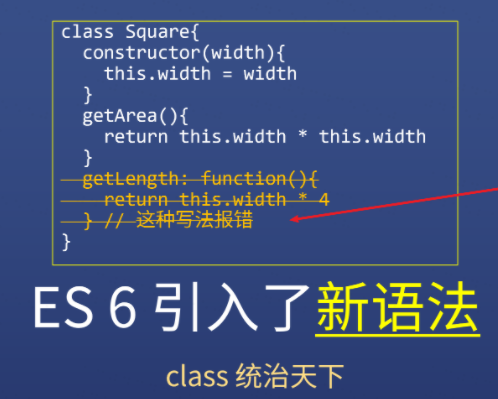 class Square{
constructor(width){
this.width = width
}
getArea(){
return this.width * this.width
}
getLength: function(){
return this.width * 4
} // 这种写法报错
}
ES 6 引入了新语法
class 统治天下